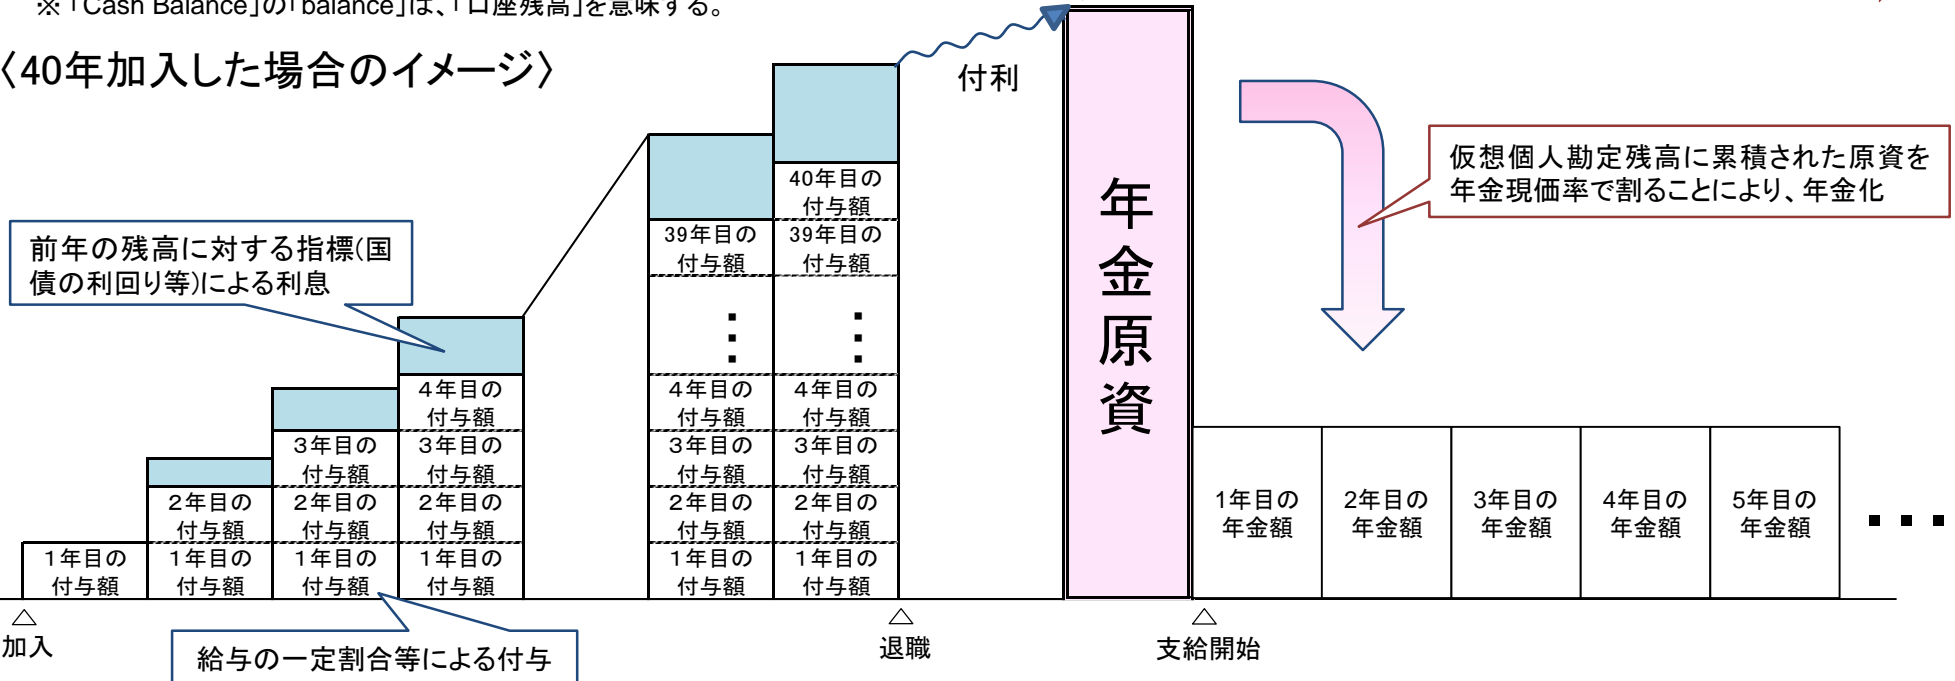 ※「Cash Balance」の「balance」は、「口座残高」を意味する。
〈40年加入した場合のイメージ〉
付利
仮想個人勘定残高に累積された原資を
年金現価率で割ることにより、年金化
前年の残高に対する指標(国
債の利回り等)による利息
年金原資
40年目の
付与額
39年目の
付与額
39年目の
付与額
⋮
⋮
4年目の
付与額
4年目の
付与額
4年目の
付与額
3年目の
付与額
3年目の
付与額
3年目の
付与額
3年目の
付与額
2年目の
付与額
2年目の
付与額
2年目の
付与額
2年目の
付与額
2年目の
付与額
1年目の
付与額
1年目の
付与額
1年目の
付与額
1年目の
付与額
1年目の
付与額
1年目の
付与額
1年目の
年金額
2年目の
年金額
3年目の
年金額
4年目の
年金額
5年目の
年金額
…
△
加入
△
退職
△
支給開始
給与の一定割合等による付与